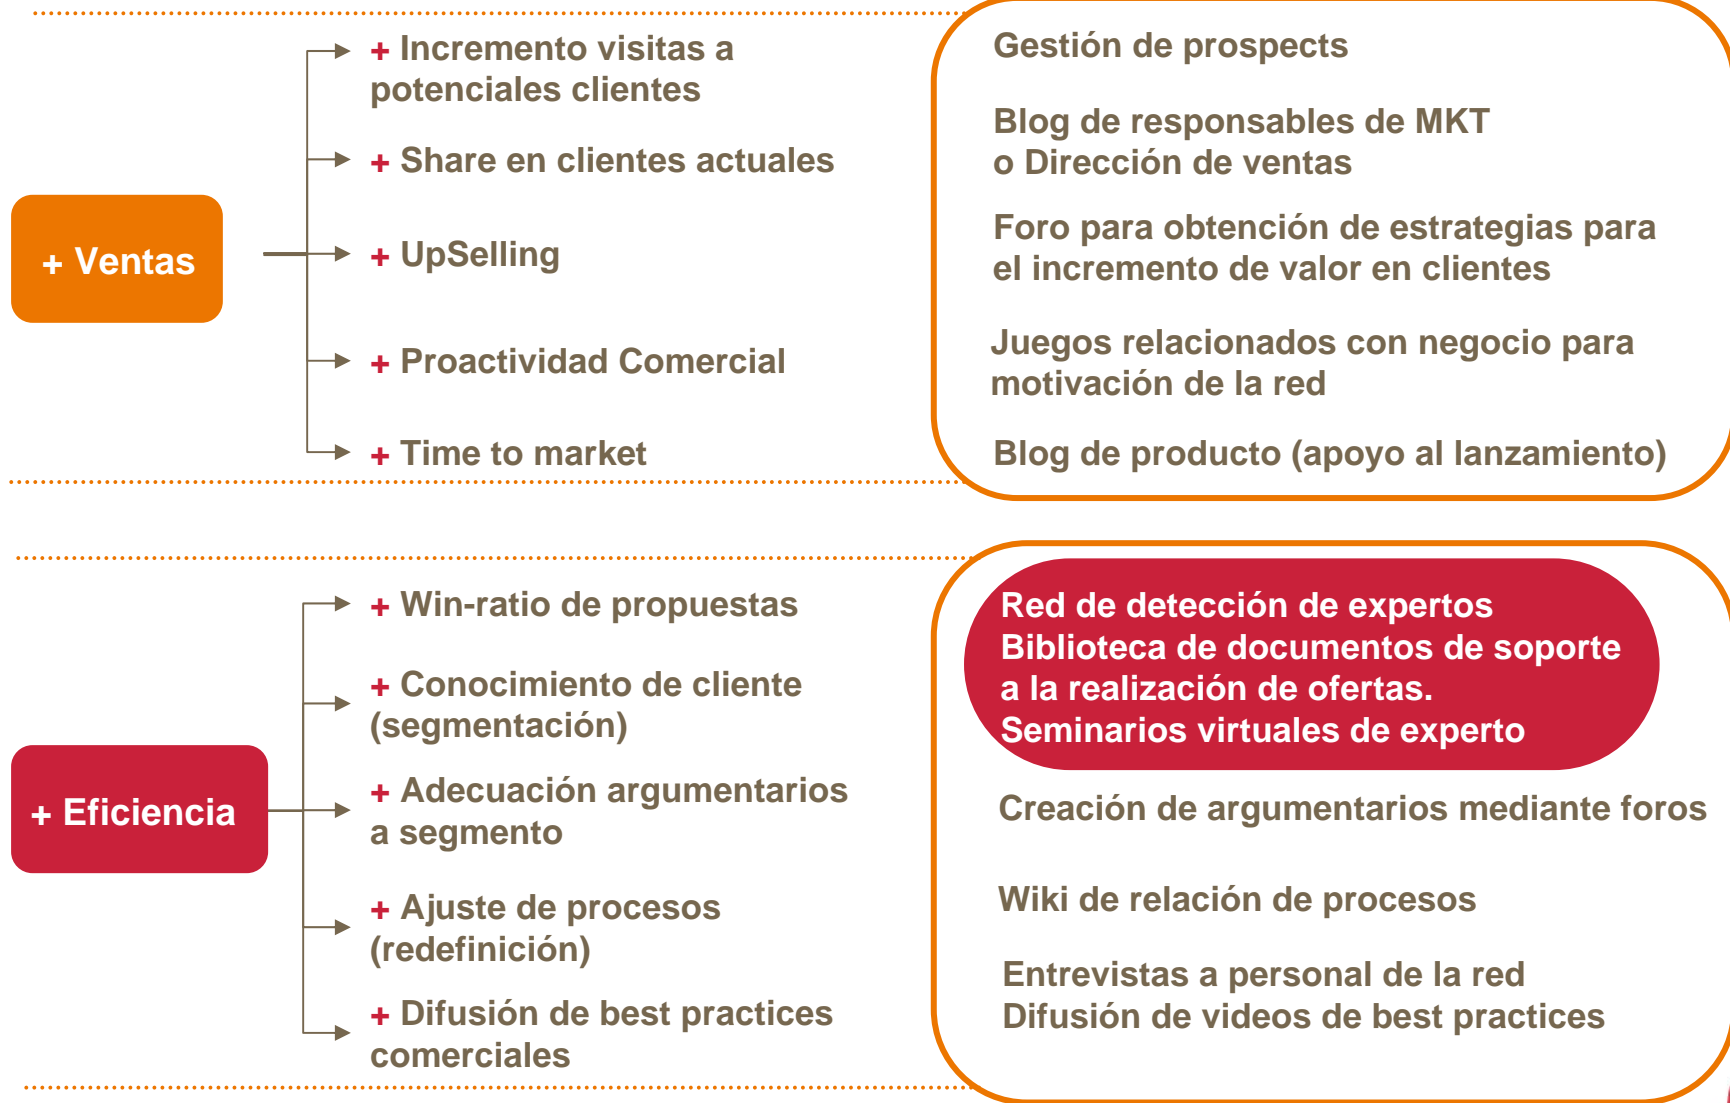 + Ventas
+ Incremento visitas a
potenciales clientes
+ Share en clientes actuales
+ UpSelling
+ Proactividad Comercial
+ Time to market
Gestión de prospects
Blog de responsables de MKT
o Dirección de ventas
Foro para obtención de estrategias para
el incremento de valor en clientes
Juegos relacionados con negocio para
motivación de la red
Blog de producto (apoyo al lanzamiento)
+ Eficiencia
+ Win-ratio de propuestas
+ Conocimiento de cliente
(segmentación)
+ Adecuación argumentarios
a segmento
+ Ajuste de procesos
(redefinición)
+ Difusión de best practices
comerciales
Red de detección de expertos
Biblioteca de documentos de soporte
a la realización de ofertas.
Seminarios virtuales de experto
Creación de argumentarios mediante foros
Wiki de relación de procesos
Entrevistas a personal de la red
Difusión de videos de best practices